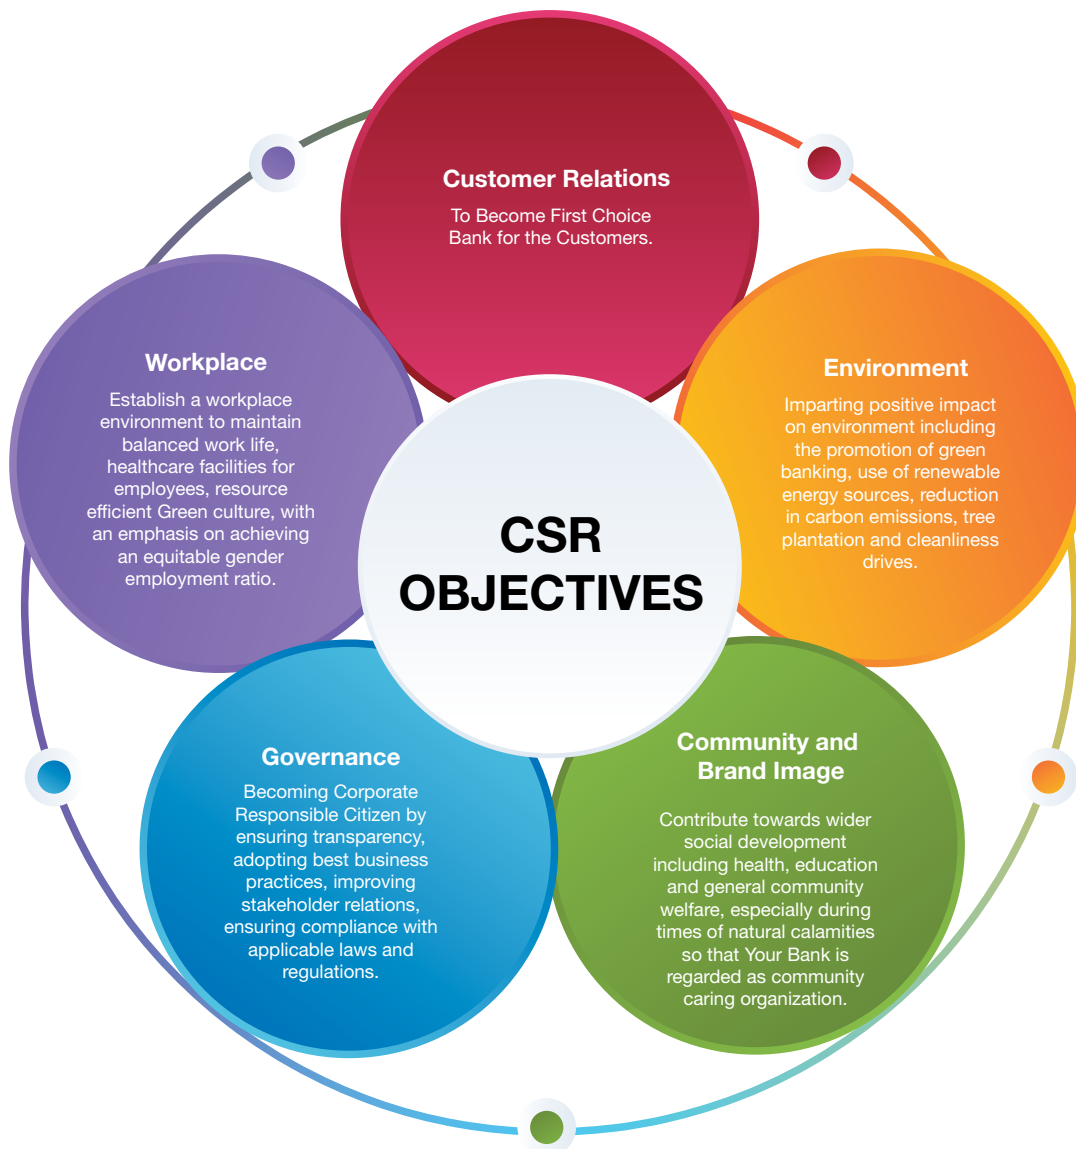 Customer Relations
To Become First Choice
Bank for the Customers.
Workplace
Establish a workplace
environment to maintain
balanced work life,
healthcare facilities for
employees, resource
efficient Green culture, with
an emphasis on achieving
an equitable gender
employment ratio.
Environment
Imparting positive impact
on environment including
the promotion of green
banking, use of renewable
energy sources, reduction
in carbon emissions, tree
plantation and cleanliness
drives.
CSR
OBJECTIVES
Governance
Becoming Corporate
Responsible Citizen by
ensuring transparency,
adopting best business
practices, improving
stakeholder relations,
ensuring compliance with
applicable laws and
regulations.
Community and
Brand Image
Contribute towards wider
social development
including health, education
and general community
welfare, especially during
times of natural calamities
so that Your Bank is
regarded as community
caring organization.